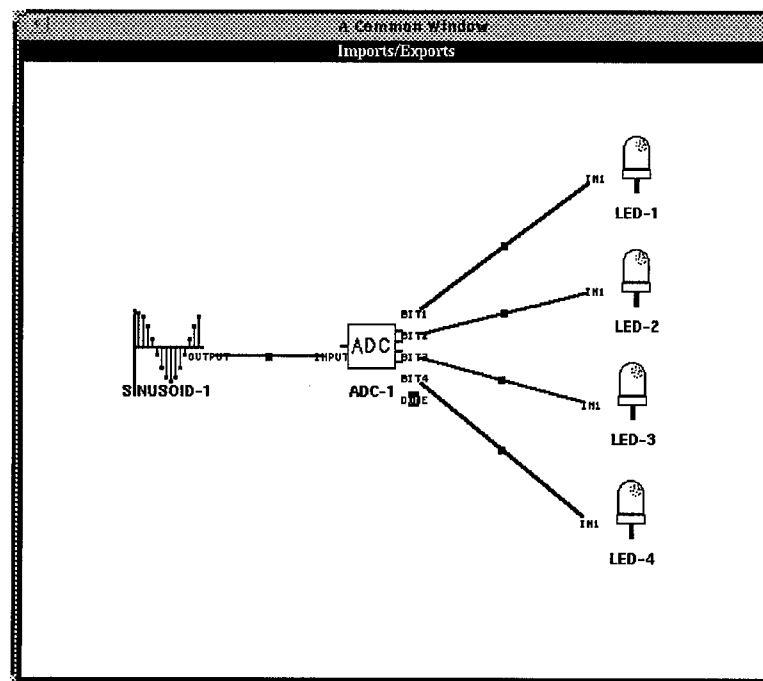 A Common Window
Imports/Exports
IN1
LED-1
BIT1
IN1
BIT2
LED-2
OUTPUT
INPUT
ADC
BIT3
SINUSOID-1
ADC-1
BIT4
IN1
LED-3
IN1
LED-4